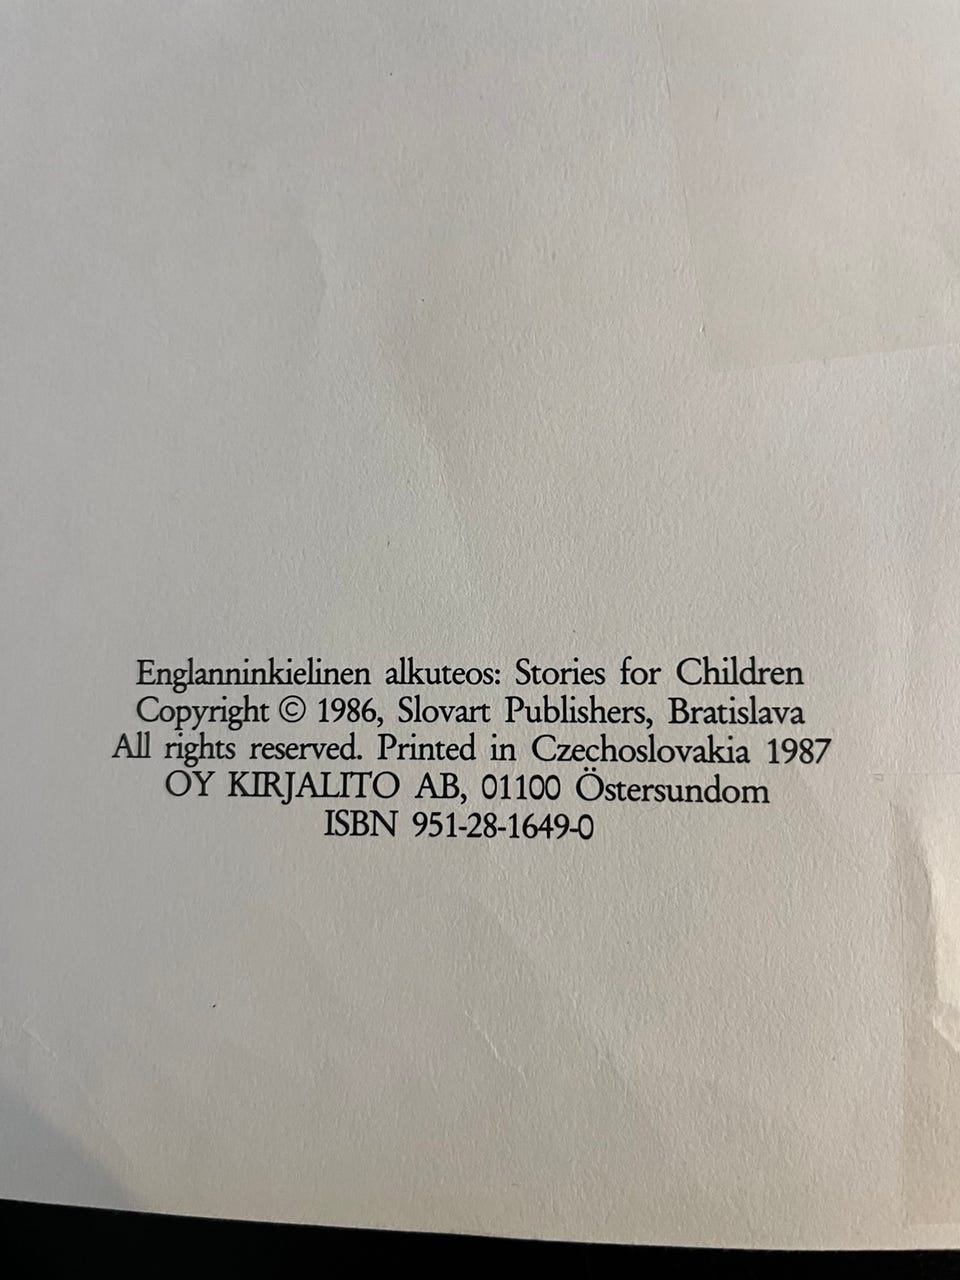 Englanninkielinen alkuteos: Stories for Children
Copyright © 1986, Slovart Publishers, Bratislava
All rights reserved. Printed in Czechoslovakia 1987
OY KIRJALITO AB, 01100 Östersundom
ISBN 951-28-1649-0